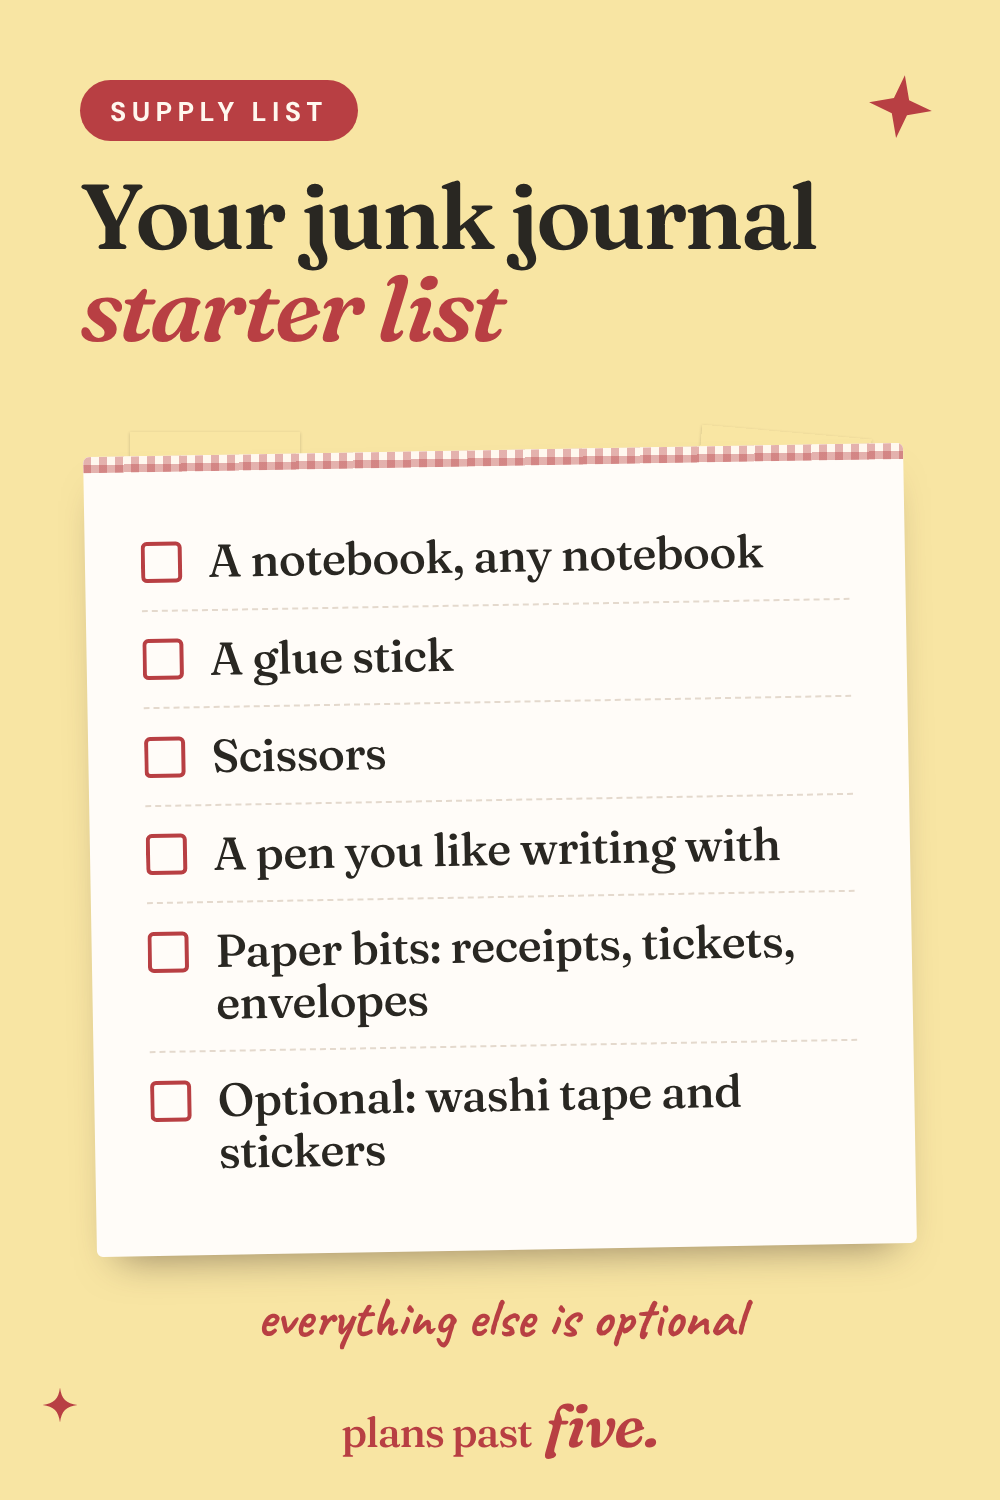 SUPPLY LIST
Your junk journal
starter list
A notebook, any notebook
A glue stick
Scissors
A pen you like writing with
Paper bits: receipts, tickets,
envelopes
Optional: washi tape and
stickers
everything else is optional
plans past five.